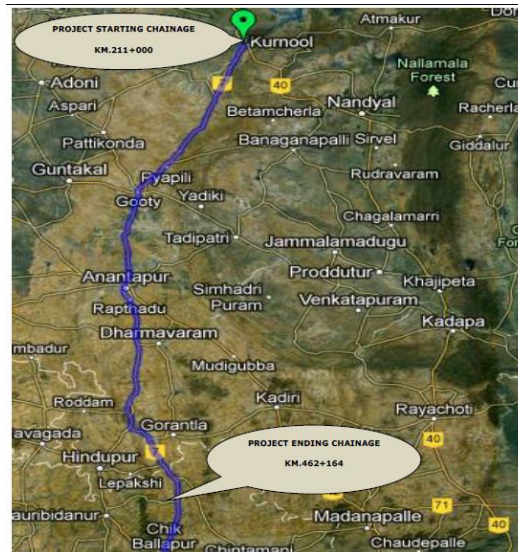 PROJECT STARTING CHAINAGE
KM.211+000
Kurnool
Atmakur
Adoni
40
Nallamala
Forest
Aspari
Betamcherla
Nandyal
Racherla
Pattikonda
Banaganapalli
Sirvel
Giddalur
Guntakal
Pyapili
Rudravaram
Gooty
Yadiki
Chagalamarri
Tadipatri
Jammalamadugu
Anantapur
Simhadri
Puram
Proddutur
Khajipeta
Rapthadu
Venkatapuram
Kadapa
Dharmavaram
mbadur
Mudigubba
Roddam
Kadiri
Rayachoti
avagada
Gorantla
PROJECT ENDING CHAINAGE
KM.462+164
40
Hindupur
7
Lepakshi
auribidanur
71
Madanapalle
Chik
Ballapur
Chintamani
Chaudepalle